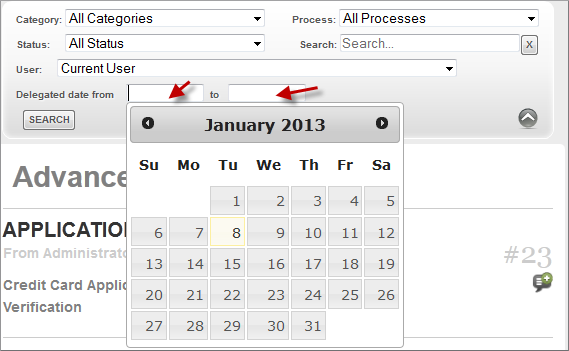 Category: All Categories Process: All Processes
Status: All Status Search: Search... X
User: Current User
Delegated date from to
SEARCH
January 2013
Su Mo Tu We Th Fr Sa
1 2 3 4 5
6 7 8 9 10 11 12
13 14 15 16 17 18 19
20 21 22 23 24 25 26
27 28 29 30 31
Advance
APPLICATION
From Administrato
#23
Credit Card Applic
Verification